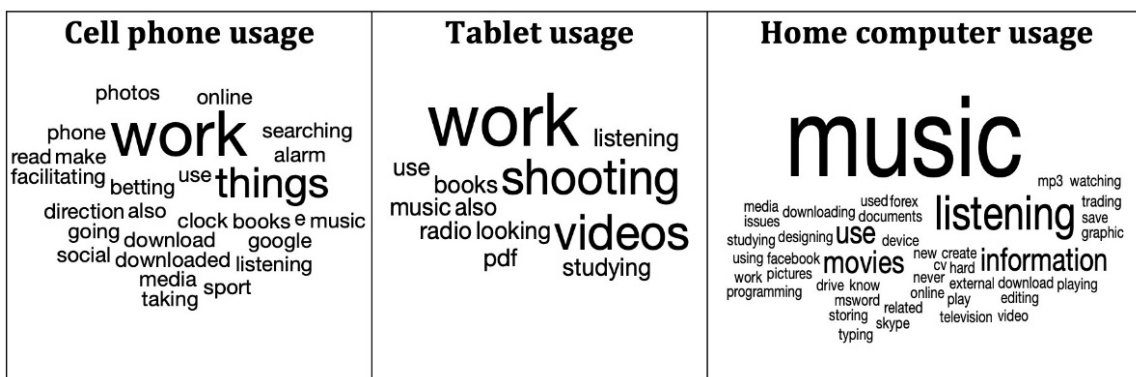 Cell phone usage
photos online
phone work searching
read make alarm
facilitating betting use things
direction also clock books e music
going download google
social downloaded listening
media sport
taking
Tablet usage
work listening
use books shooting
music also
radio looking videos
pdf studying
Home computer usage
music
mp3 watching
media downloading used forex listening trading
issues documents save
studying designing use device graphic
using facebook movies new create information
work pictures cv hard
programming drive know never external download playing
msword online play editing
storing related television video
typing skype